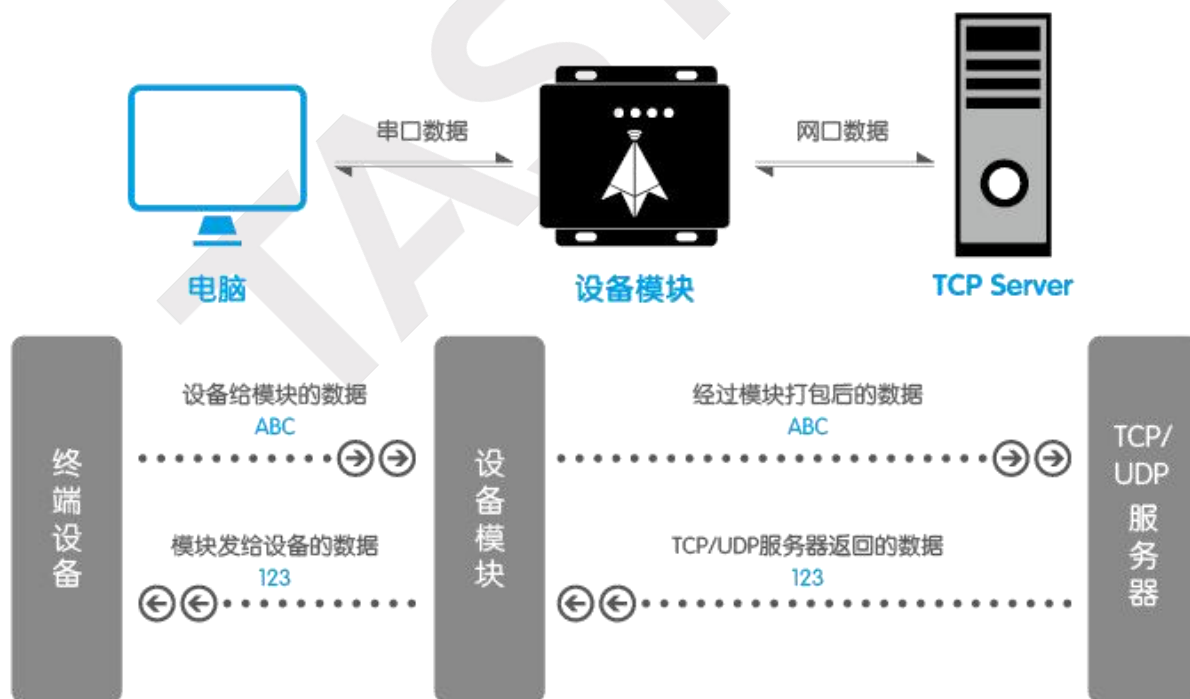 串口数据
网口数据
电脑
设备模块
TCP Server
设备给模块的数据
ABC
经过模块打包后的数据
ABC
终端设备
设备模块
TCP/
UDP
服务器
模块发给设备的数据
123
TCP/UDP服务器返回的数据
123
TAS